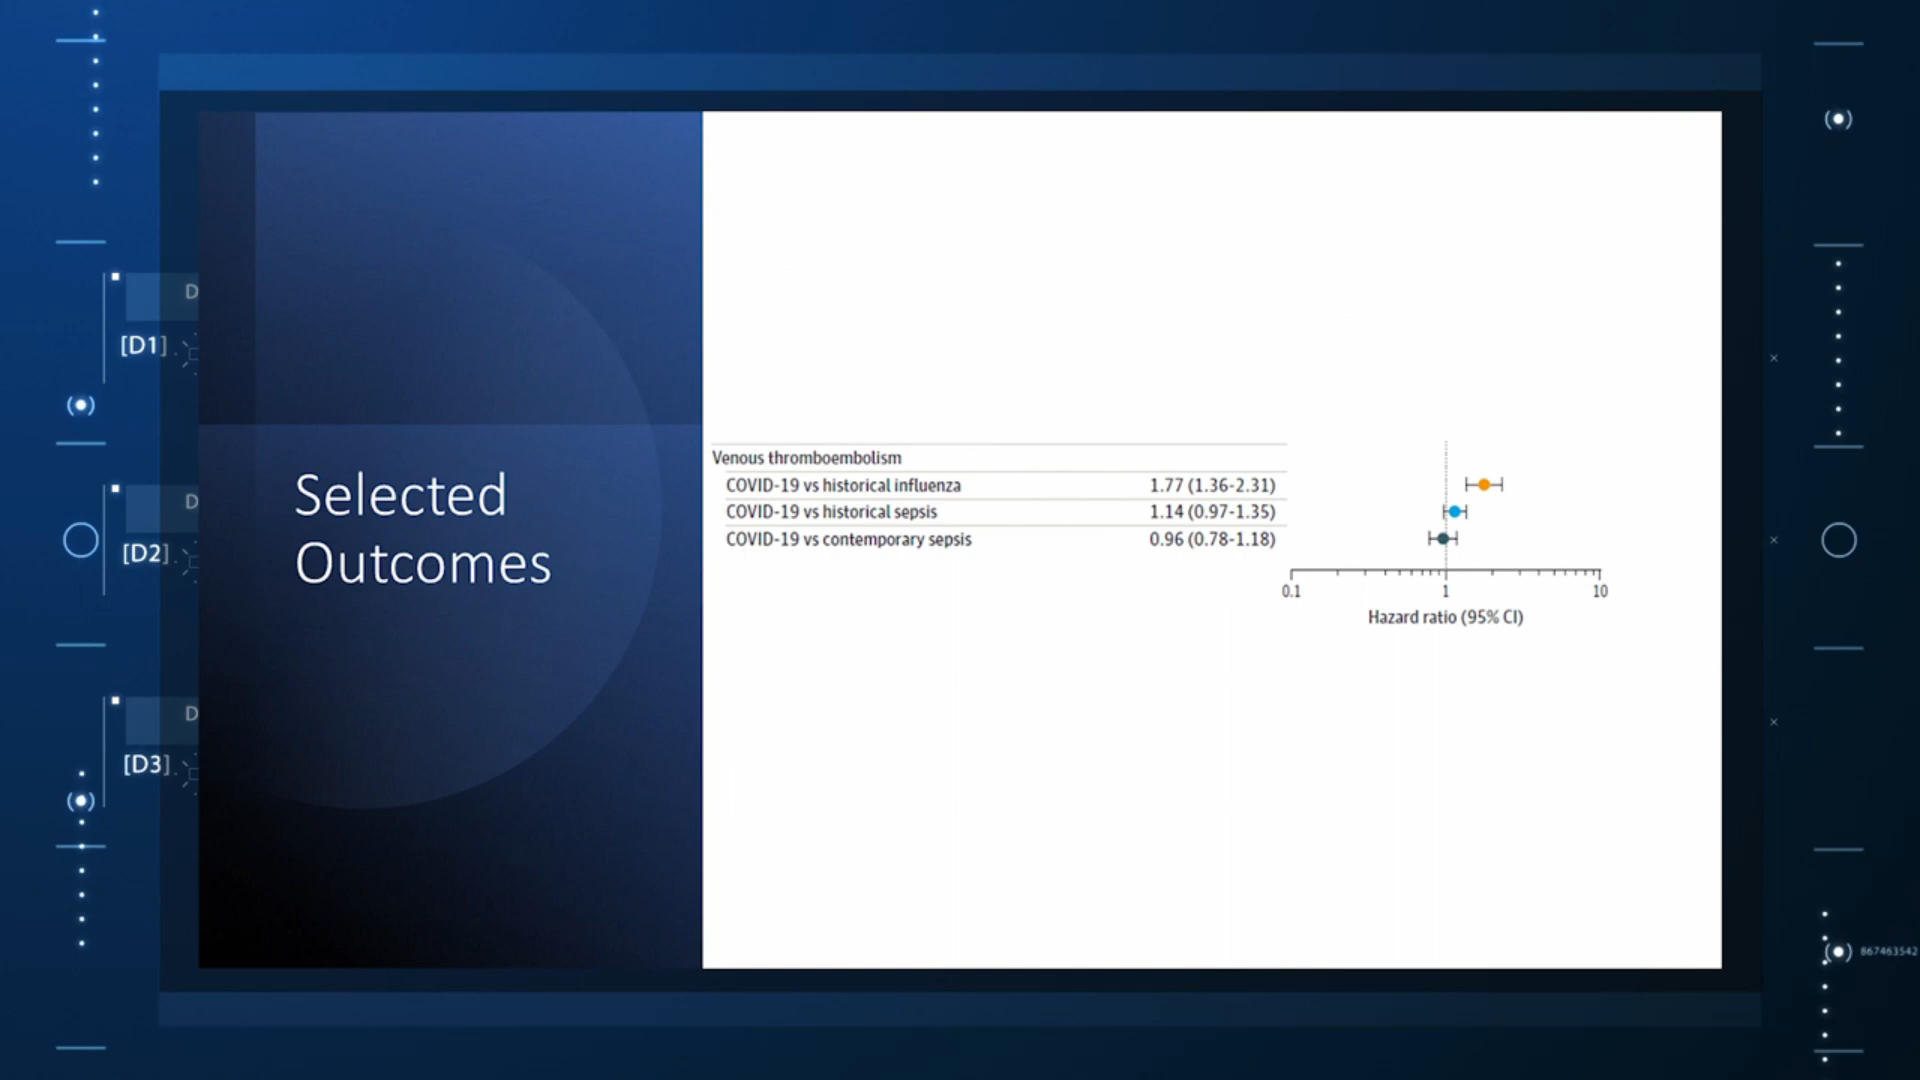 D
[D1]
D
[D2]
D
[D3]
Selected
Outcomes
Venous thromboembolism
COVID-19 vs historical influenza 1.77 (1.36-2.31)
COVID-19 vs historical sepsis 1.14 (0.97-1.35)
COVID-19 vs contemporary sepsis 0.96 (0.78-1.18)
0.1 1 10
Hazard ratio (95% CI)
867463542